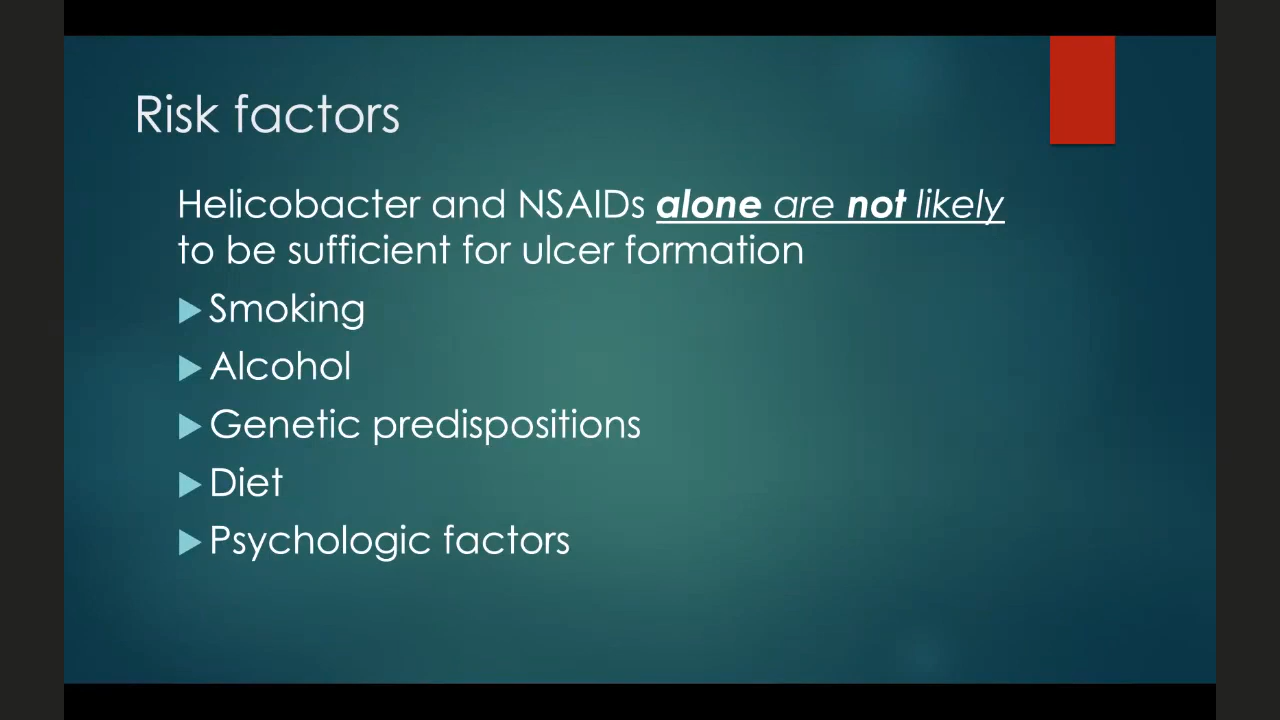 Risk factors
Helicobacter and NSAIDs alone are not likely
to be sufficient for ulcer formation
Smoking
Alcohol
Genetic predispositions
Diet
Psychologic factors